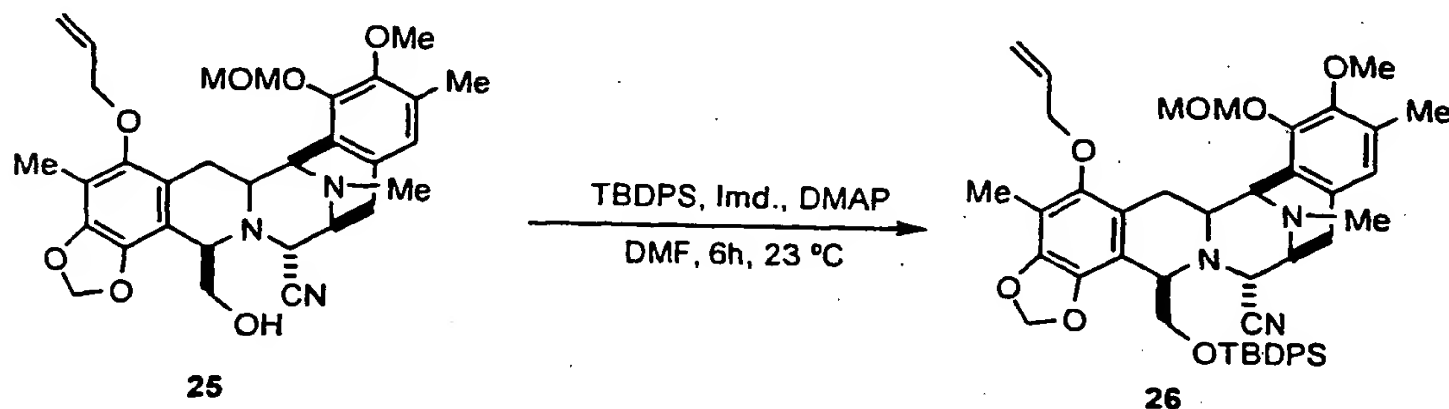 OMe
MOMO
Me
O
Me
N
Me
N
O
O
CN
OH
25
TBDPS, Imd., DMAP
DMF, 6h, 23 ºC
OMe
MOMO
Me
O
Me
N
Me
N
O
O
CN
OTBDPS
26